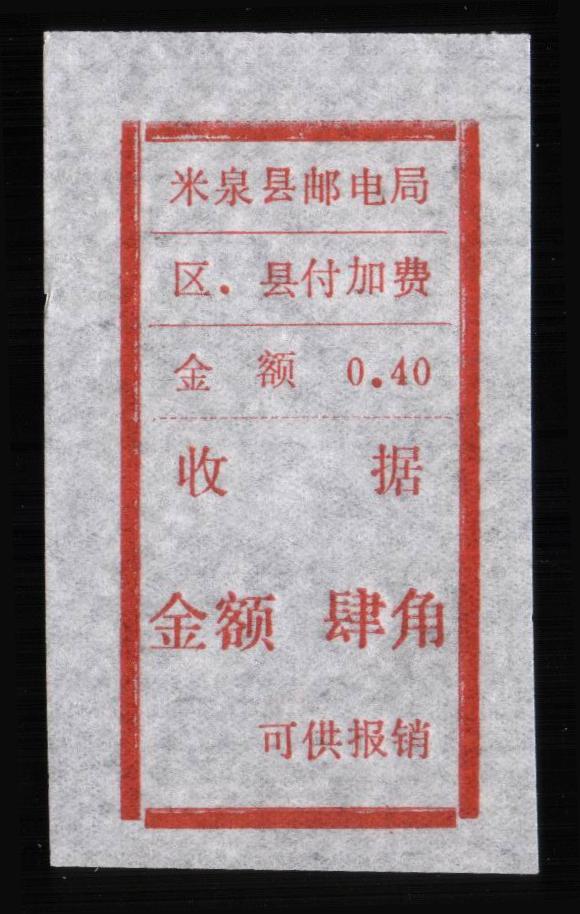 米泉县邮电局
区．县付加费
金 额 0.40
收 据
金额 肆角
可供报销